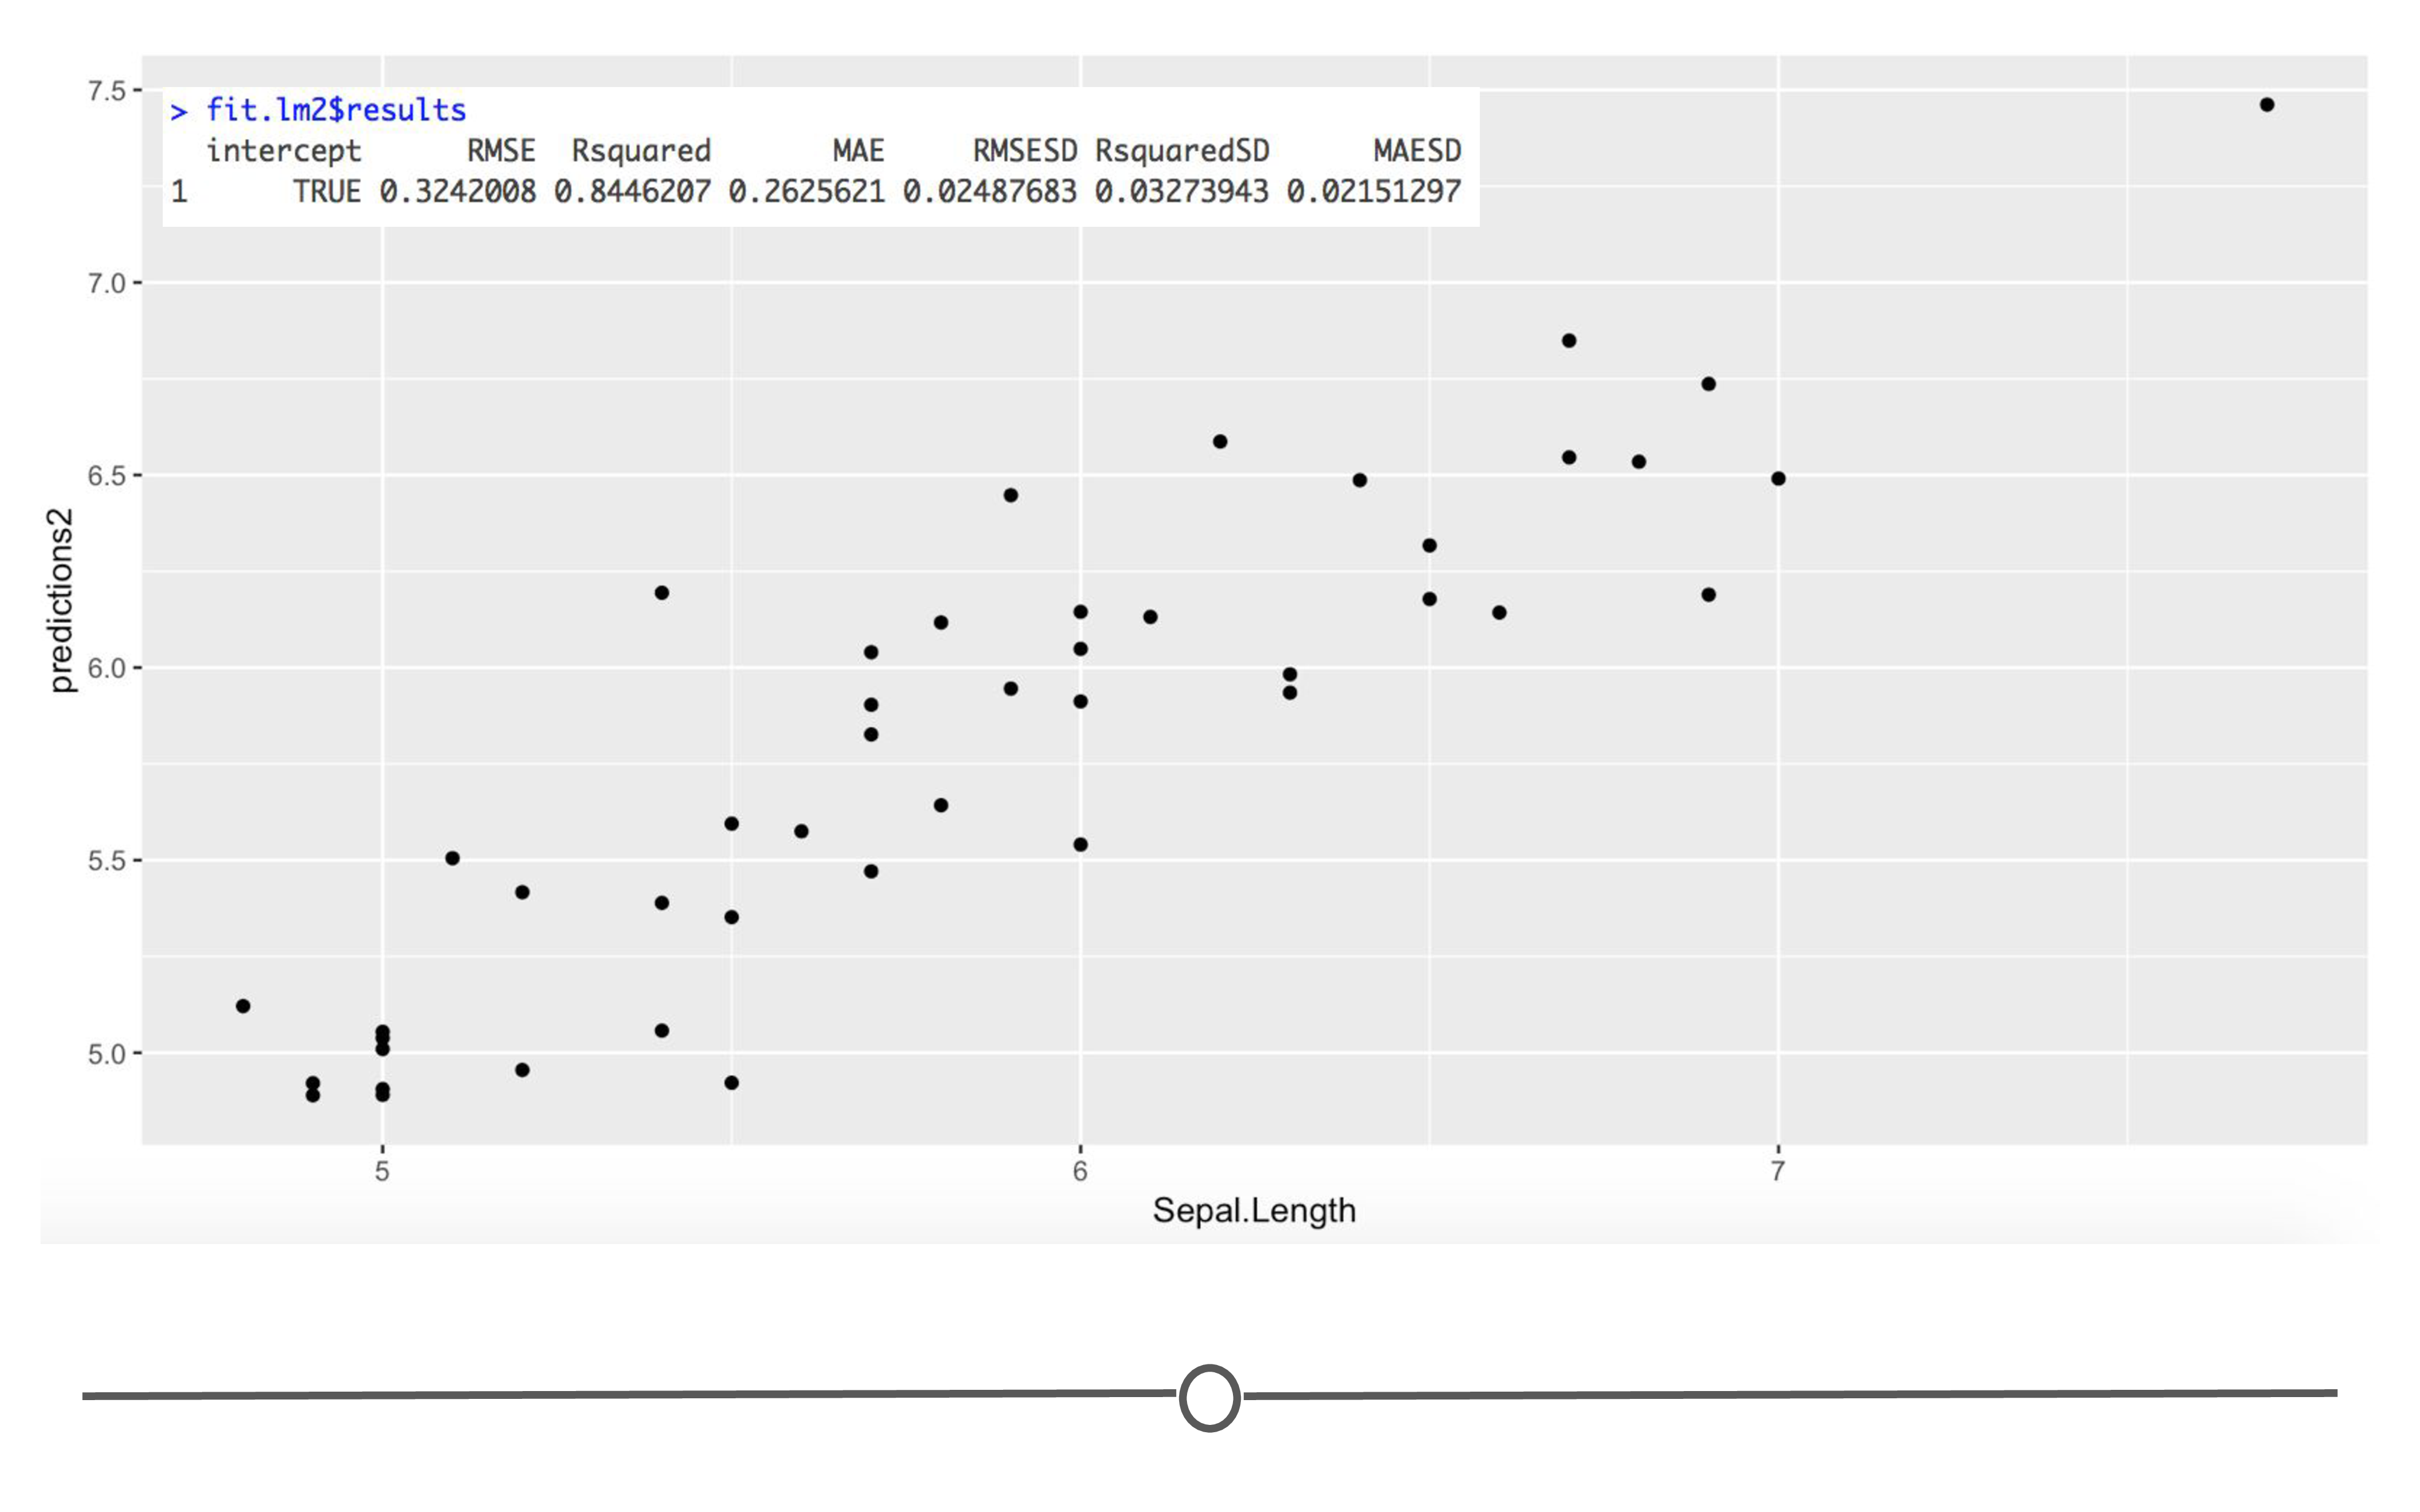 7.5
> fit.lm2$results
intercept RMSE Rsquared MAE RMSESD RsquaredSD MAESD
1 TRUE 0.3242008 0.8446207 0.2625621 0.02487683 0.03273943 0.02151297
7.0
6.5
predictions2
6.0
5.5
5.0
5 6 7
Sepal.Length